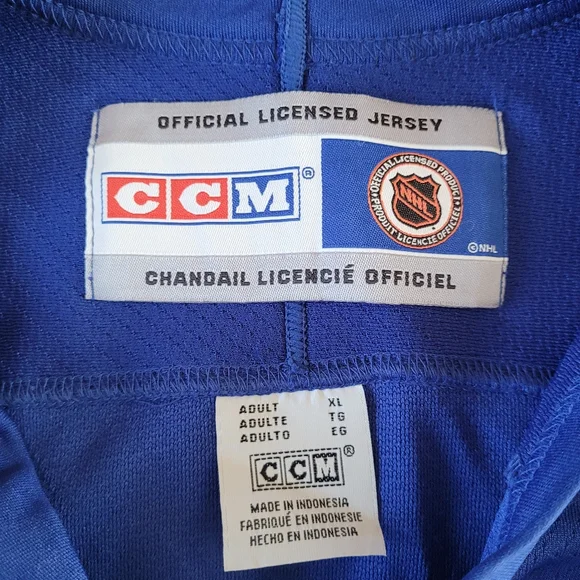 OFFICIAL LICENSED JERSEY
CCM®
OFFICIAL LICENSED PRODUCT
NHL
PRODUIT LICENCIÉ OFFICIEL
©NHL
CHANDAIL LICENCIÉ OFFICIEL
ADULT XL
ADULTE TG
ADULTO EG
CCM®
MADE IN INDONESIA
FABRIQUÉ EN INDONESIE
HECHO EN INDONESIA